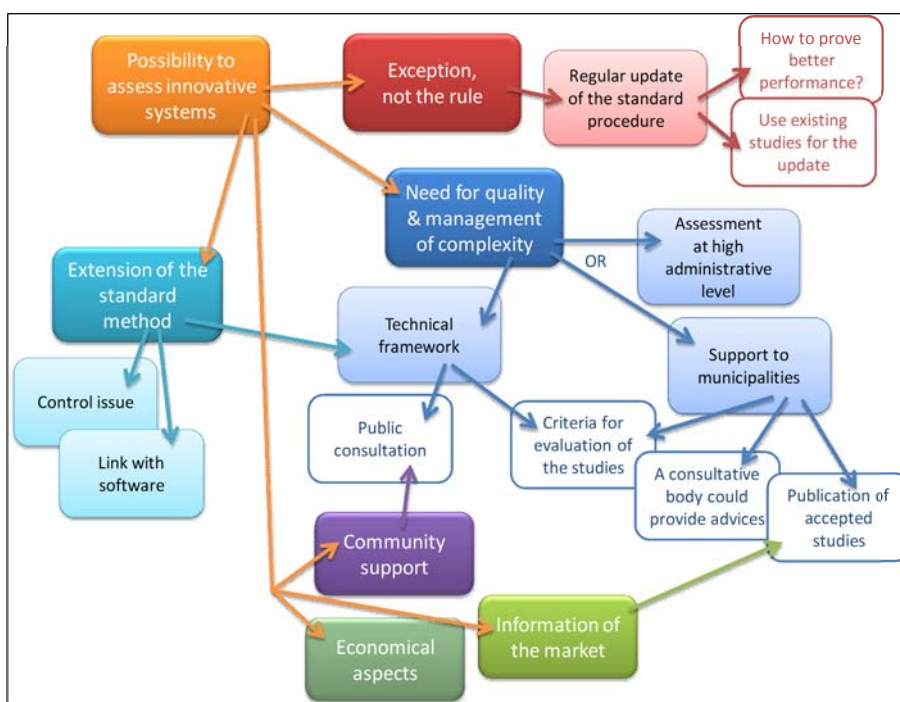 Possibility to
assess innovative
systems
Exception,
not the rule
Regular update
of the standard
procedure
How to prove
better
performance?
Use existing
studies for the
update
Need for quality
& management
of complexity
Assessment
at high
administrative
level
OR
Extension of the
standard
method
Technical
framework
Support to
municipalities
Control issue
Link with
software
Public
consultation
Criteria for
evaluation of
the studies
A consultative
body could
provide advices
Publication of
accepted
studies
Community
support
Information of
the market
Economical
aspects